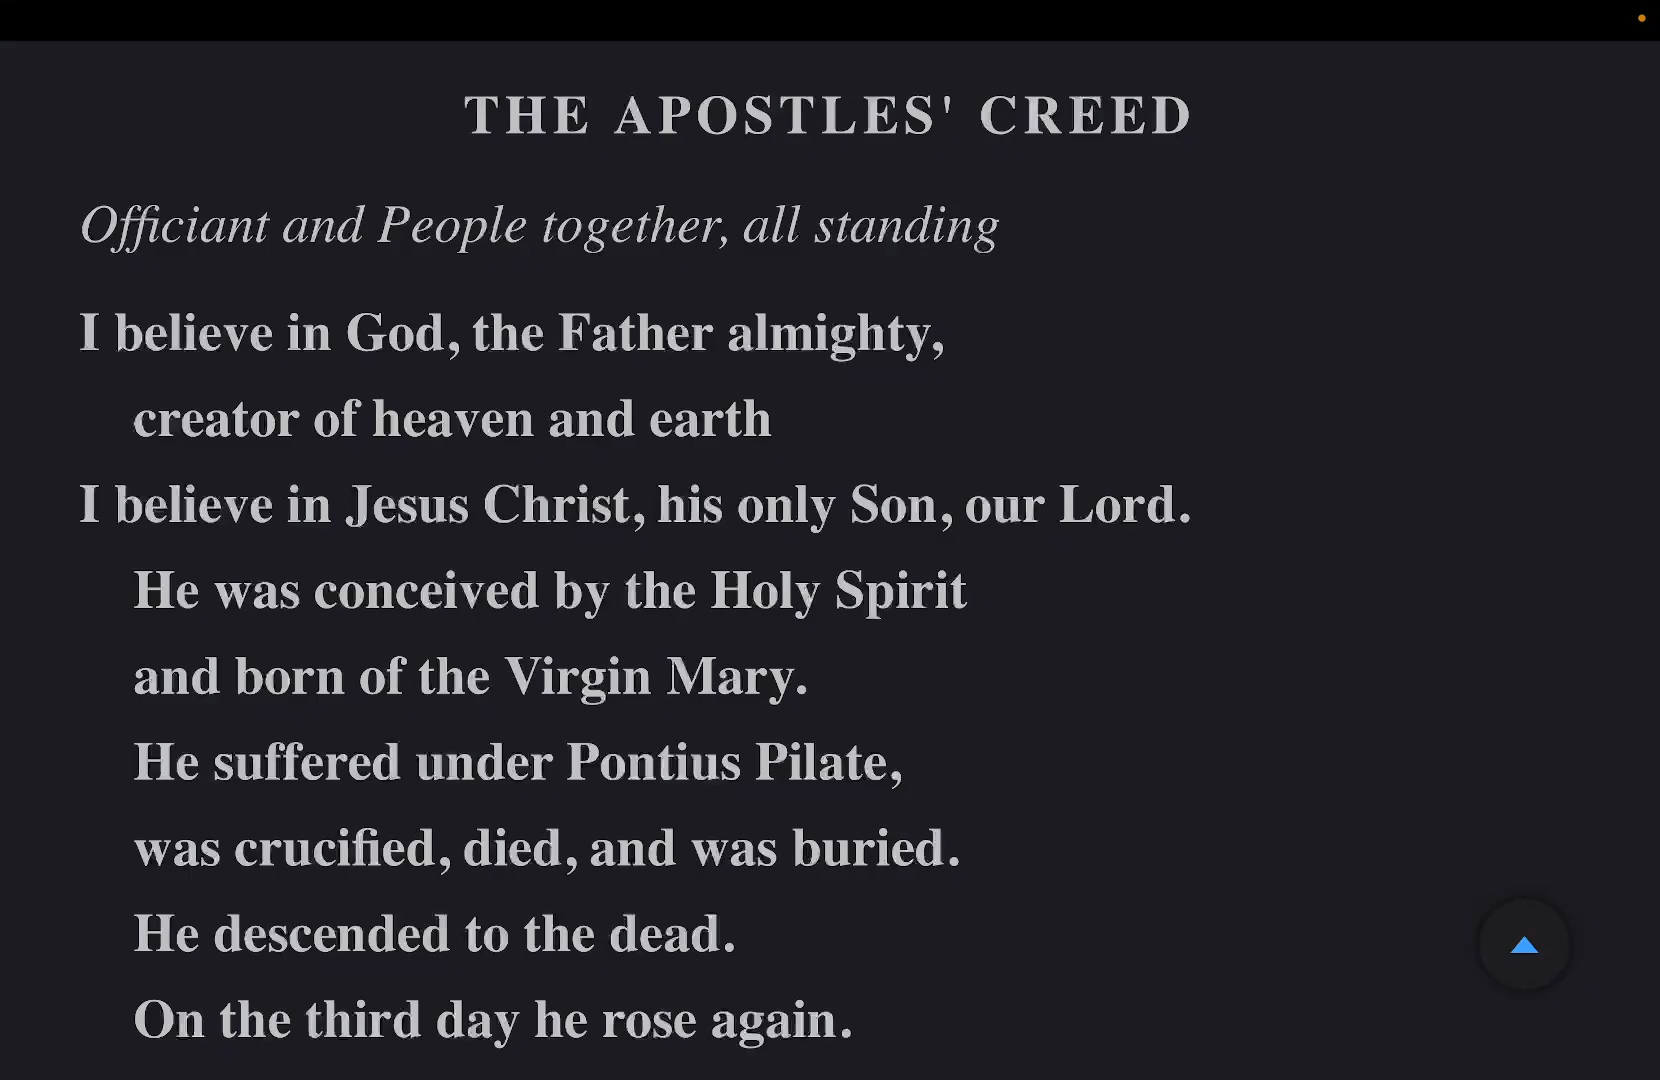 THE APOSTLES' CREED
Officiant and People together, all standing
I believe in God, the Father almighty,
creator of heaven and earth
I believe in Jesus Christ, his only Son, our Lord.
He was conceived by the Holy Spirit
and born of the Virgin Mary.
He suffered under Pontius Pilate,
was crucified, died, and was buried.
He descended to the dead.
On the third day he rose again.